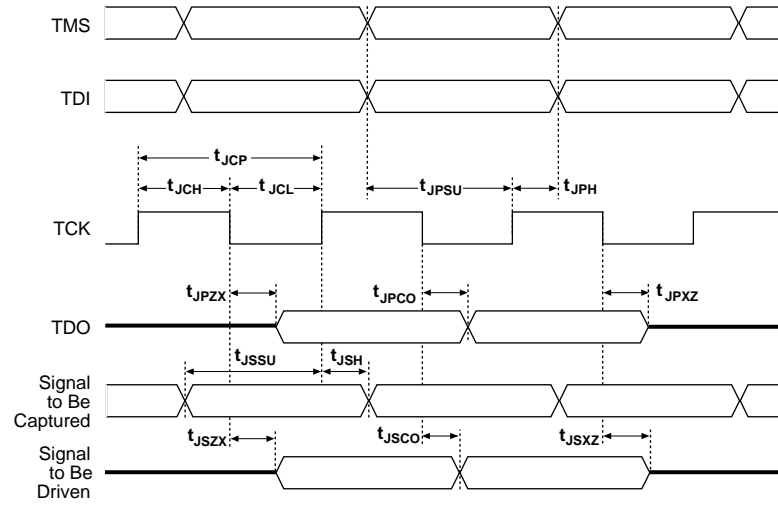 TMS
TDI
tJCP
tJCH
tJCL
tJPSU
tJPH
TCK
tJPZX
tJPCO
tJPXZ
TDO
tJSSU
tJSH
Signal
to Be
Captured
tJSZX
tJSCO
tJSXZ
Signal
to Be
Driven